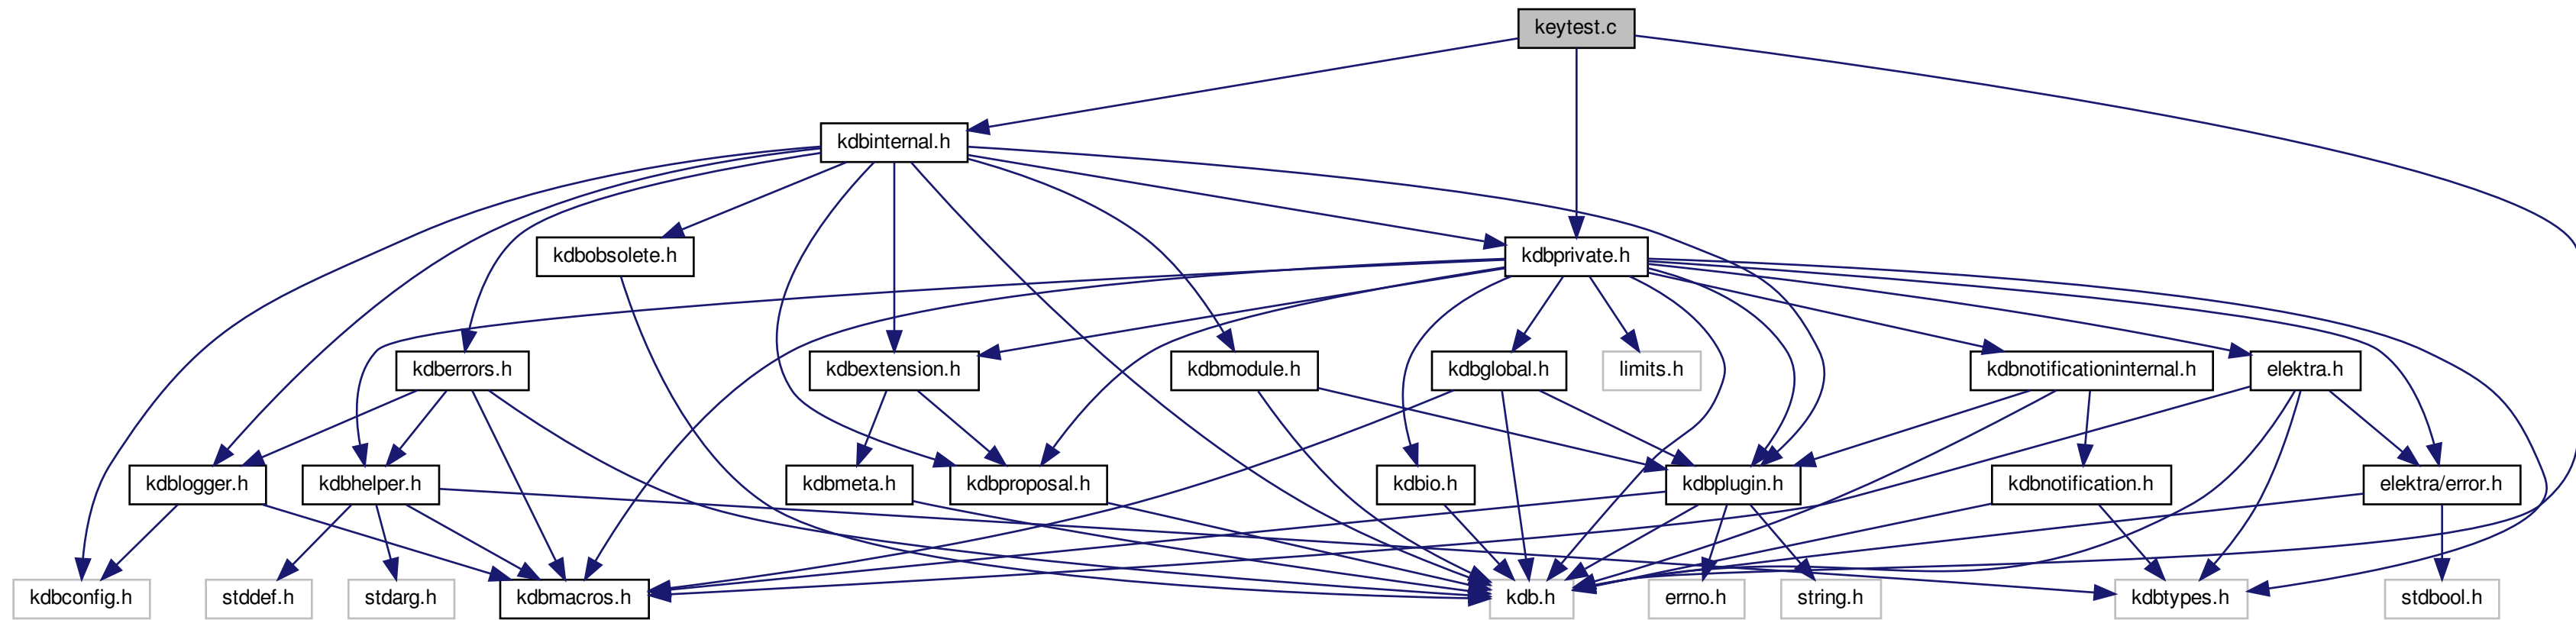 keytest.c
kdbinternal.h
kdbobsolete.h
kdbprivate.h
kdberrors.h
kdbextension.h
kdbmodule.h
kdbglobal.h
limits.h
kdbnotificationinternal.h
elektra.h
kdblogger.h
kdbhelper.h
kdbmeta.h
kdbproposal.h
kdbio.h
kdbplugin.h
kdbnotification.h
elektra/error.h
kdbconfig.h
stddef.h
stdarg.h
kdbmacros.h
kdb.h
errno.h
string.h
kdbtypes.h
stdbool.h